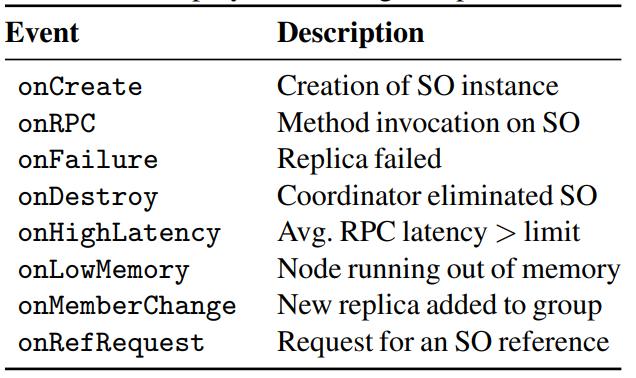 Event Description
onCreate Creation of SO instance
onRPC Method invocation on SO
onFailure Replica failed
onDestroy Coordinator eliminated SO
onHighLatency Avg. RPC latency > limit
onLowMemory Node running out of memory
onMemberChange New replica added to group
onRefRequest Request for an SO reference